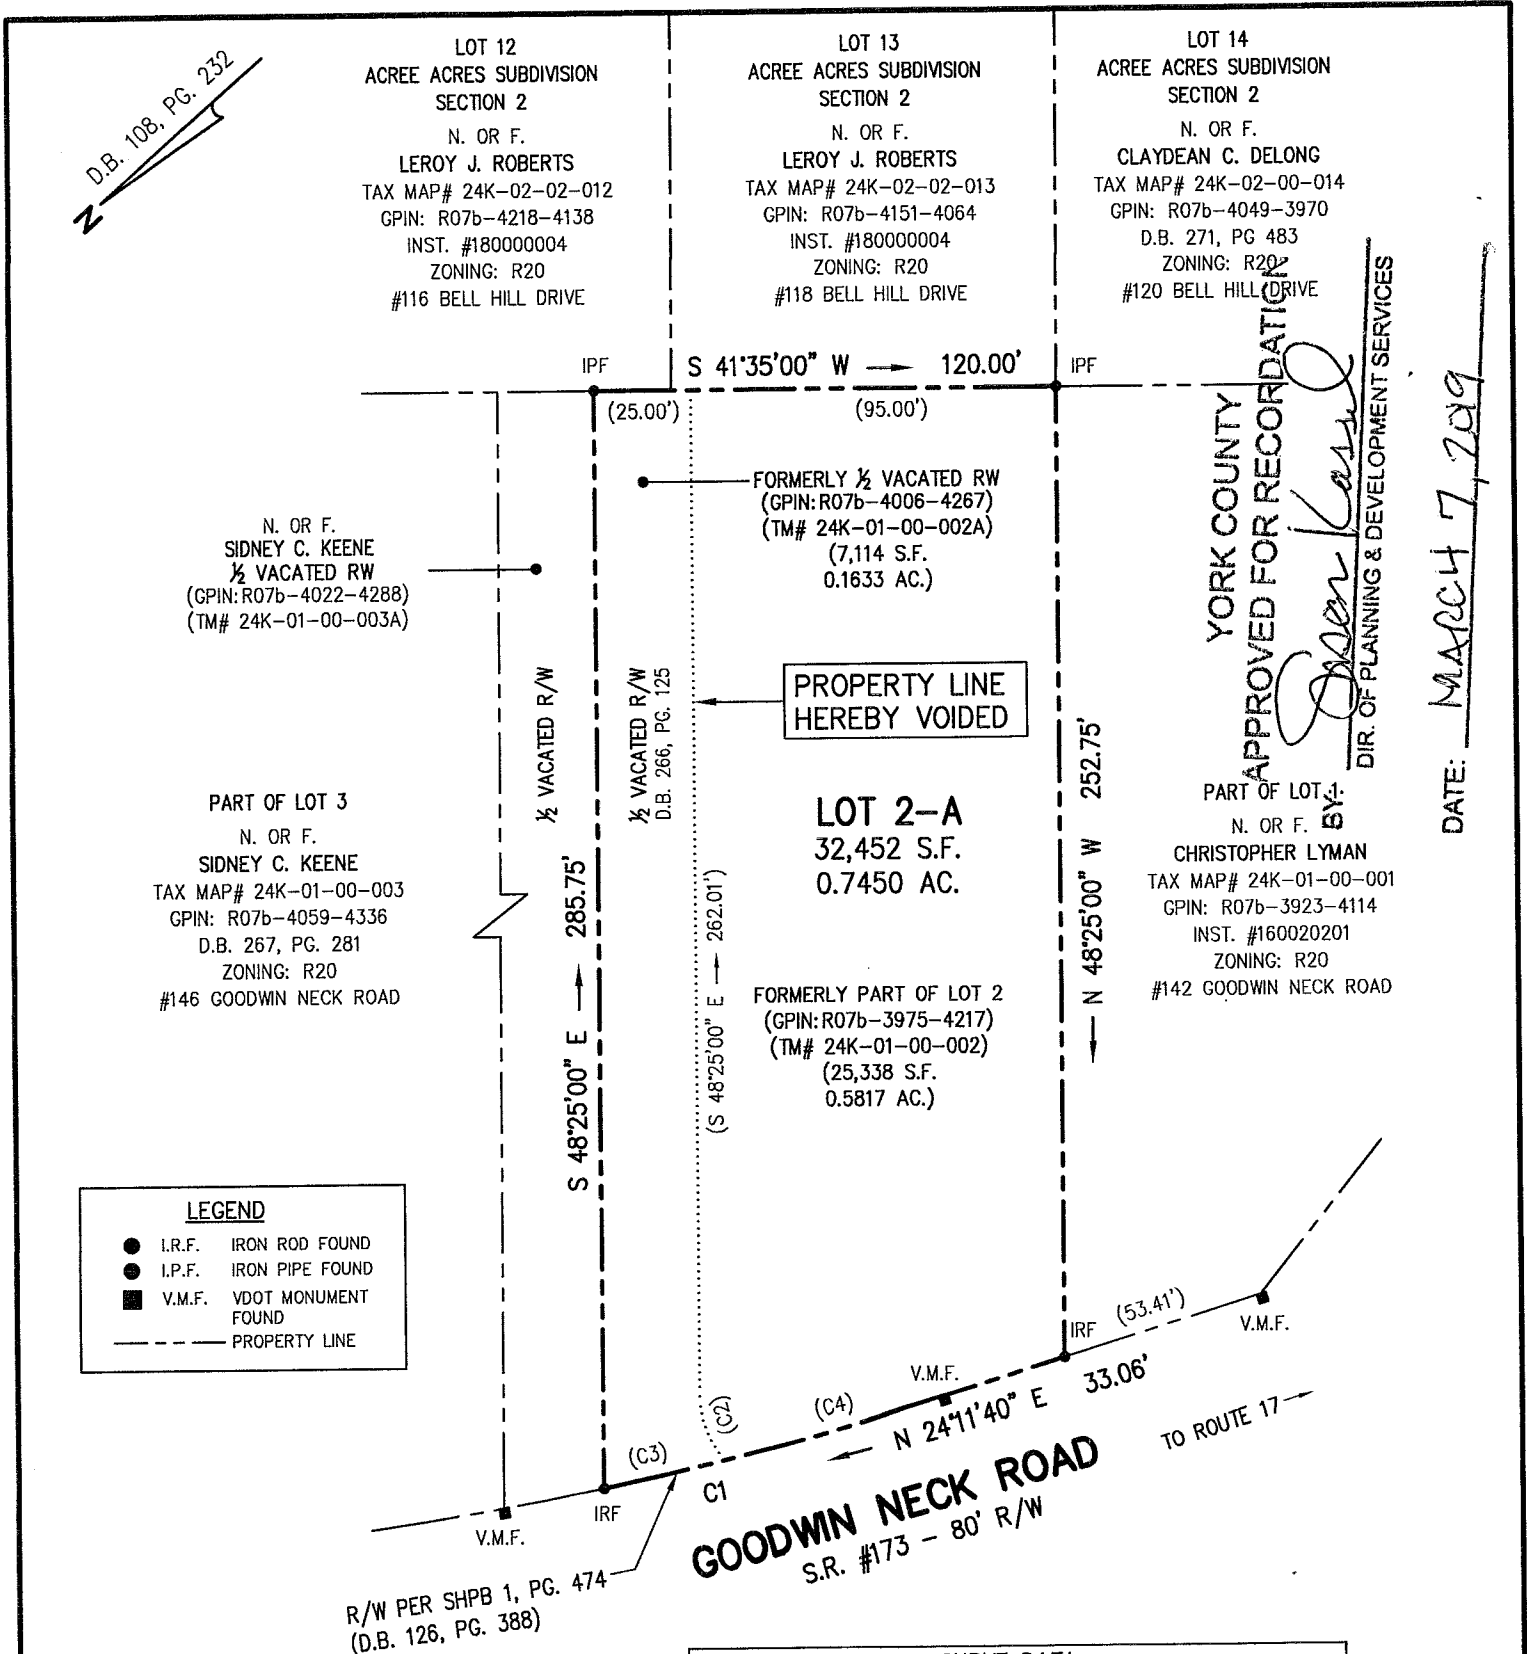 D.B. 108, PG. 232
N
LOT 12
ACREE ACRES SUBDIVISION
SECTION 2
N. OR F.
LEROY J. ROBERTS
TAX MAP# 24K-02-02-012
GPIN: R07b-4218-4138
INST. #180000004
ZONING: R20
#116 BELL HILL DRIVE
LOT 13
ACREE ACRES SUBDIVISION
SECTION 2
N. OR F.
LEROY J. ROBERTS
TAX MAP# 24K-02-02-013
GPIN: R07b-4151-4064
INST. #180000004
ZONING: R20
#118 BELL HILL DRIVE
LOT 14
ACREE ACRES SUBDIVISION
SECTION 2
N. OR F.
CLAYDEAN C. DELONG
TAX MAP# 24K-02-00-014
GPIN: R07b-4049-3970
D.B. 271, PG 483
ZONING: R20
#120 BELL HILL DRIVE
IPF
S 41°35'00" W 120.00'
IPF
(25.00')
(95.00')
FORMERLY ½ VACATED RW
(GPIN:R07b-4006-4267)
(TM# 24K-01-00-002A)
(7,114 S.F.
0.1633 AC.)
N. OR F.
SIDNEY C. KEENE
½ VACATED RW
(GPIN:R07b-4022-4288)
(TM# 24K-01-00-003A)
½ VACATED R/W
½ VACATED R/W
D.B. 266, PG. 125
PROPERTY LINE
HEREBY VOIDED
YORK COUNTY
APPROVED FOR RECORDATION
BY:
DIR. OF PLANNING & DEVELOPMENT SERVICES
DATE: MARCH 7, 2019
PART OF LOT 3
N. OR F.
SIDNEY C. KEENE
TAX MAP# 24K-01-00-003
GPIN: R07b-4059-4336
D.B. 267, PG. 281
ZONING: R20
#146 GOODWIN NECK ROAD
S 48°25'00" E 285.75'
(S 48°25'00" E 262.01')
LOT 2-A
32,452 S.F.
0.7450 AC.
N 48°25'00" W 252.75'
PART OF LOT 1
N. OR F.
CHRISTOPHER LYMAN
TAX MAP# 24K-01-00-001
GPIN: R07b-3923-4114
INST. #160020201
ZONING: R20
#142 GOODWIN NECK ROAD
FORMERLY PART OF LOT 2
(GPIN:R07b-3975-4217)
(TM# 24K-01-00-002)
(25,338 S.F.
0.5817 AC.)
LEGEND
I.R.F. IRON ROD FOUND
I.P.F. IRON PIPE FOUND
V.M.F. VDOT MONUMENT
FOUND
PROPERTY LINE
IRF
(53.41')
V.M.F.
V.M.F.
(C2)
(C4)
(C3)
C1
N 24°11'40" E 33.06'
TO ROUTE 17
IRF
V.M.F.
GOODWIN NECK ROAD
S.R. #173 - 80' R/W
R/W PER SHPB 1, PG. 474
(D.B. 126, PG. 388)